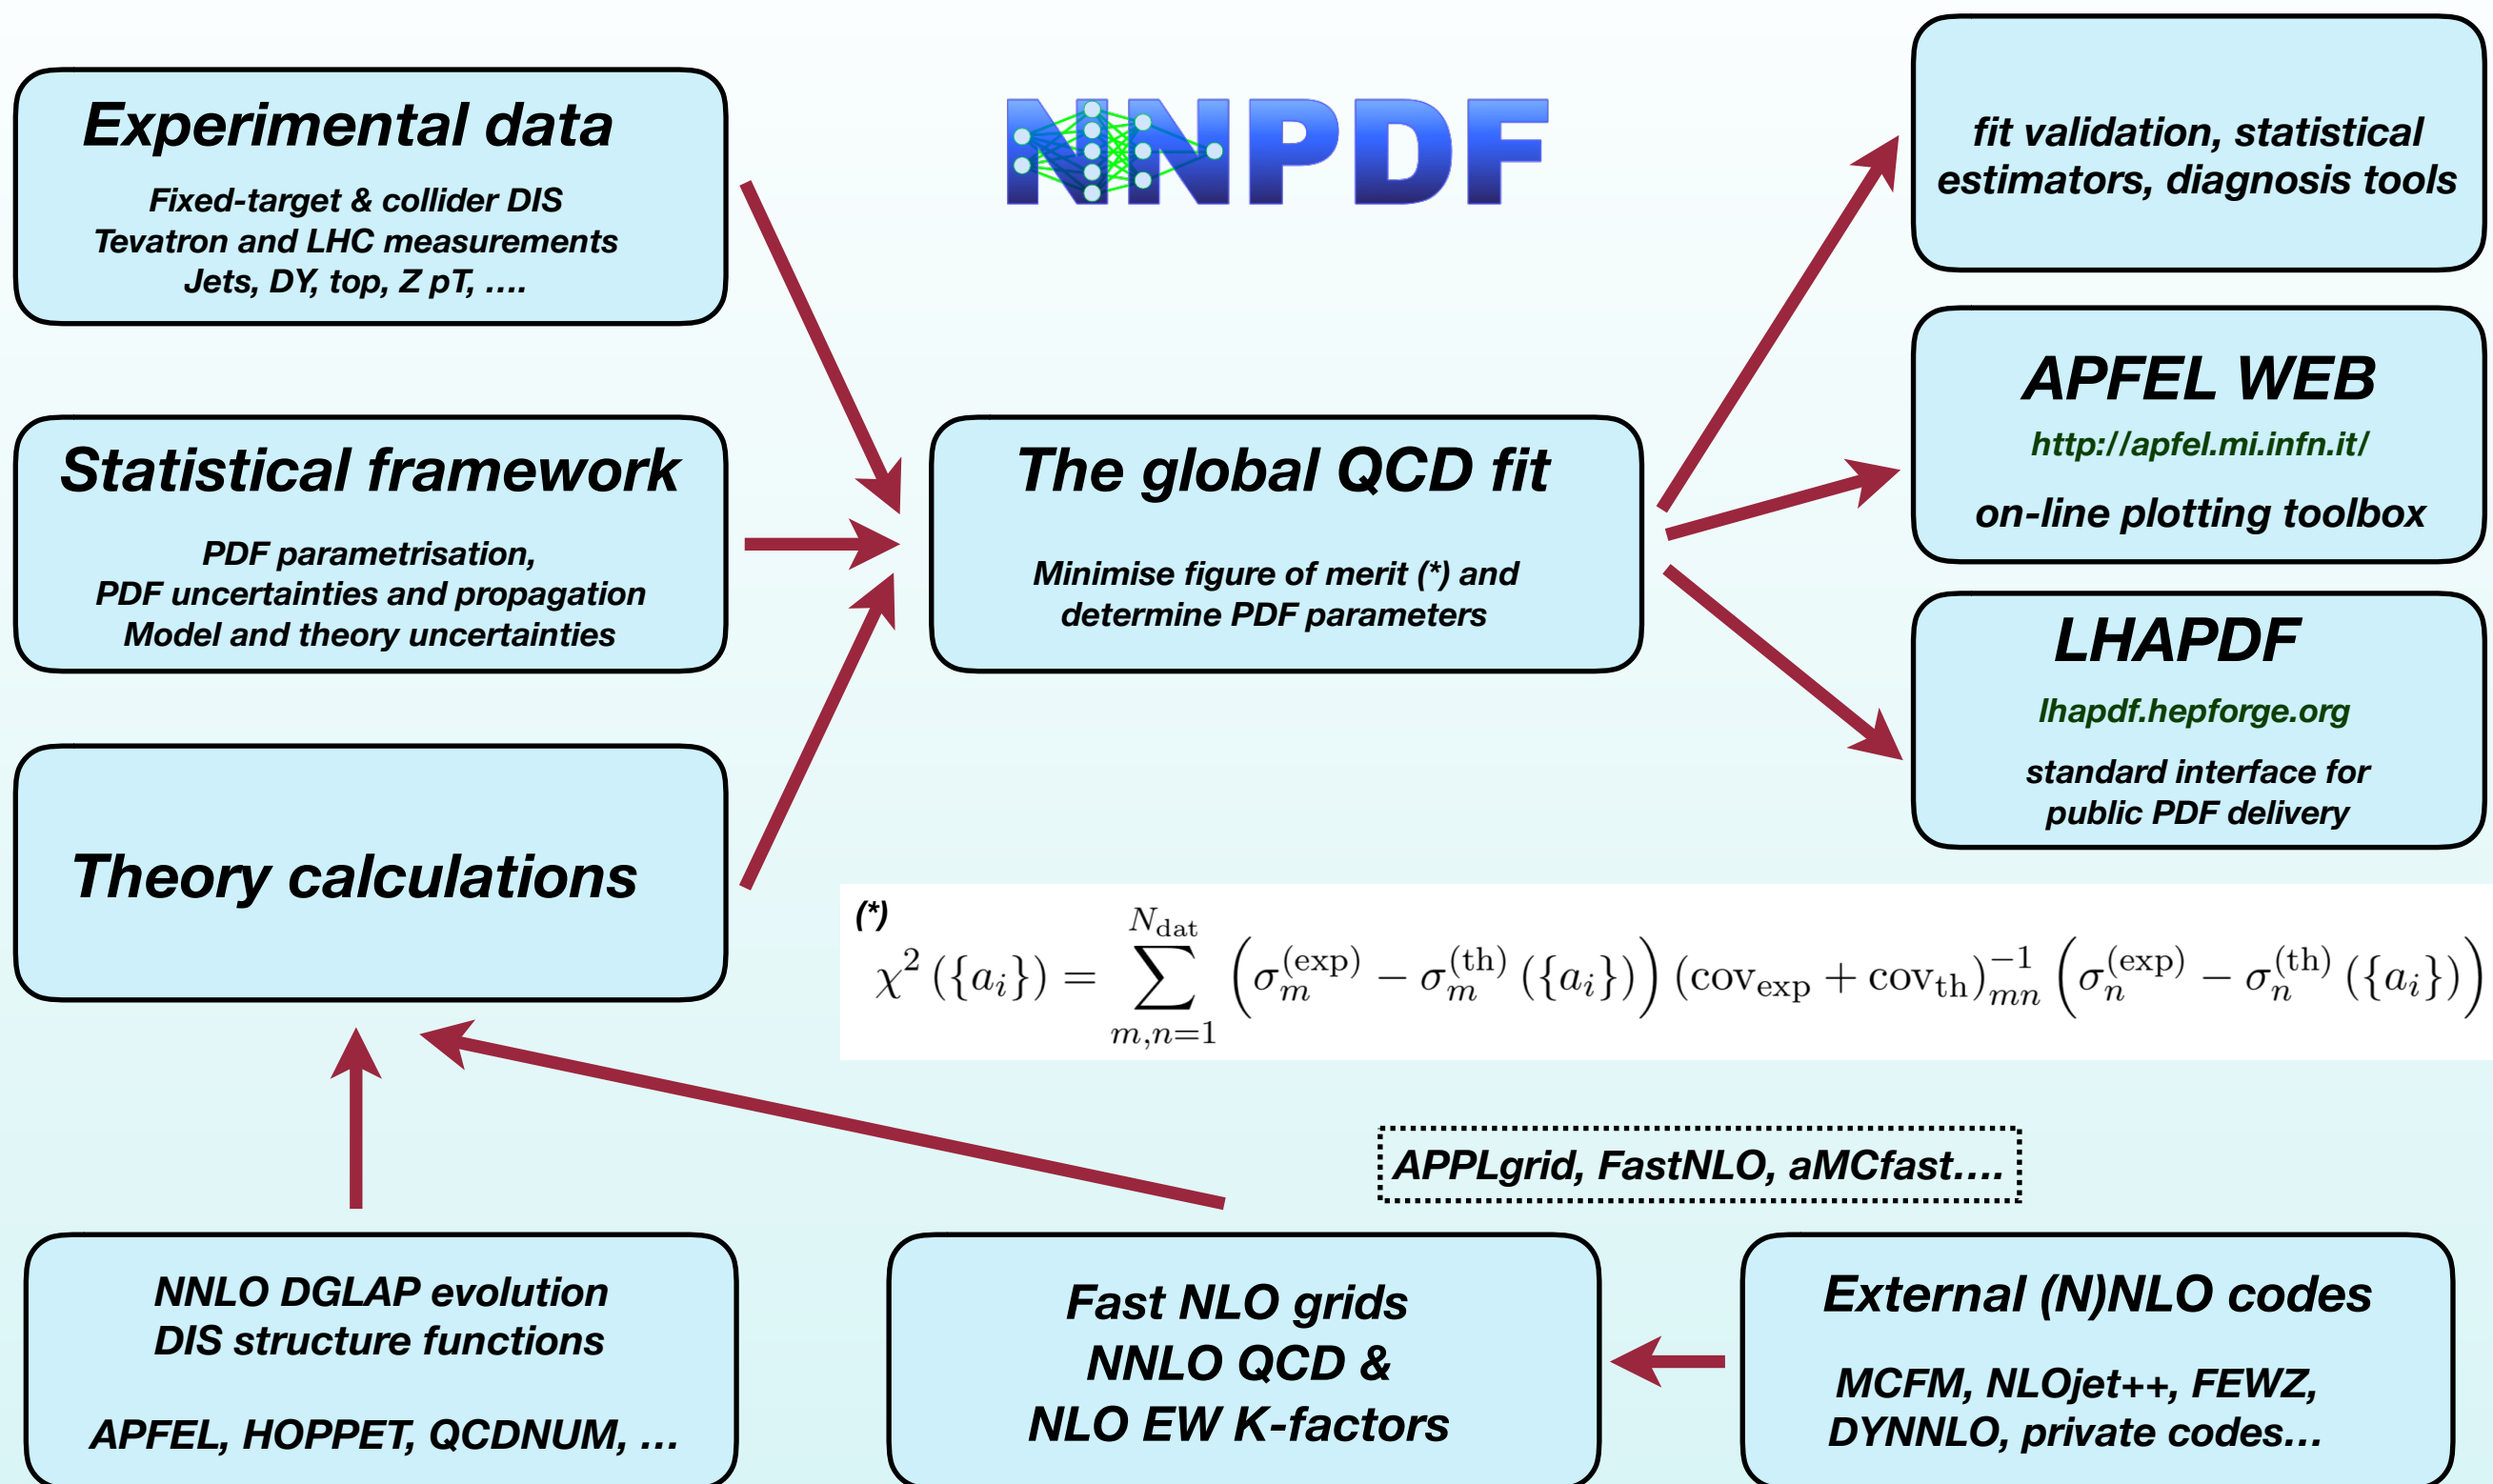 NNPDF
Experimental data
Fixed-target & collider DIS
Tevatron and LHC measurements
Jets, DY, top, Z pT, ....
Statistical framework
PDF parametrisation,
PDF uncertainties and propagation
Model and theory uncertainties
Theory calculations
The global QCD fit
Minimise figure of merit (*) and
determine PDF parameters
fit validation, statistical
estimators, diagnosis tools
APFEL WEB
http://apfel.mi.infn.it/
on-line plotting toolbox
LHAPDF
lhapdf.hepforge.org
standard interface for
public PDF delivery
(*)
χ² ({a_i}) = ∑_{m,n=1}^{N_dat} (σ_m^{(exp)} − σ_m^{(th)} ({a_i})) (cov_exp + cov_th)_{mn}^{−1} (σ_n^{(exp)} − σ_n^{(th)} ({a_i}))
APPLgrid, FastNLO, aMCfast....
NNLO DGLAP evolution
DIS structure functions
APFEL, HOPPET, QCDNUM, ...
Fast NLO grids
NNLO QCD &
NLO EW K-factors
External (N)NLO codes
MCFM, NLOjet++, FEWZ,
DYNNLO, private codes...